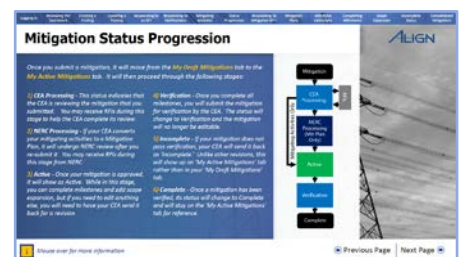 Mitigation Status Progression
ALIGN
Once you submit a mitigation, it will move from the My Draft Mitigations tab to the
My Active Mitigations tab. It will then proceed through the following stages:
1) CEA Processing - This status indicates that
the CEA is reviewing the mitigation that you
submitted. You may receive RFIs during this
stage to help the CEA complete its review
2) NERC Processing - If your CEA converts
your mitigating activities to a Mitigation
Plan, it will undergo NERC review after you
re-submit it. You may receive RFIs during
this stage from NERC
3) Active - Once your mitigation is approved,
it will show as Active. While in this stage,
you can complete milestones and add scope
expansion, but if you need to edit anything
else, you will need to have your CEA send it
back for a revision
4) Verification - Once you complete all
milestones, you will submit the mitigation
for verification by the CEA. The status will
change to Verification and the mitigation
will no longer be editable.
5) Incomplete - If your mitigation does not
pass verification, your CEA will send it back
as 'Incomplete.' Unlike other revisions, this
will show up on 'My Active Mitigations' tab
rather than in your 'My Draft Mitigations'
tab.
6) Complete - Once a mitigation has been
verified, its status will change to Complete
and will stay on the 'My Active Mitigations'
tab for reference.
Mitigation
CEA
Processing
NERC
Processing
(Mit Plan
Only)
Mitigating Activities Only
Active
Verification
Complete
i
Mouse over for more information
Previous Page
Next Page